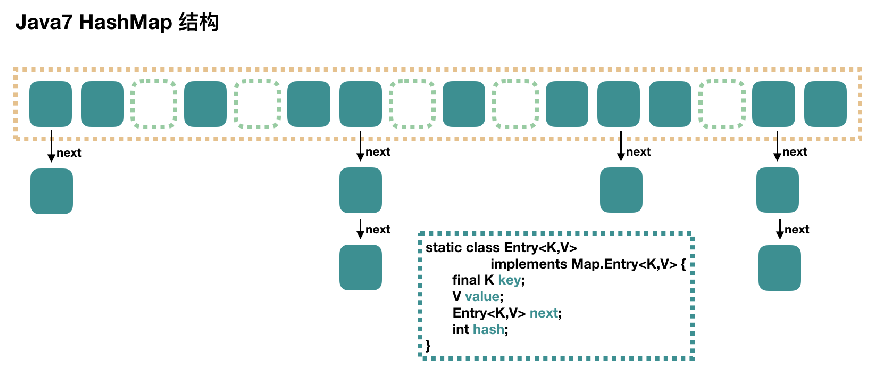 Java7 HashMap 结构
next
next
next
next
next
next
static class Entry<K,V>
implements Map.Entry<K,V> {
final K key;
V value;
Entry<K,V> next;
int hash;
}